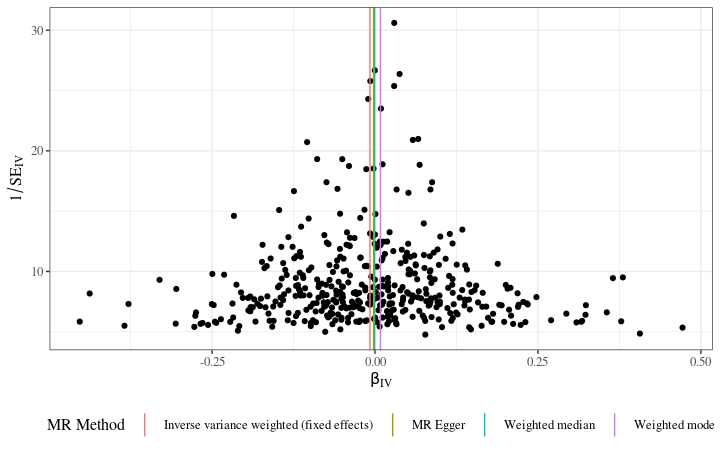 30
20
10
1/SE_IV
-0.25
0.00
0.25
0.50
β_IV
MR Method
Inverse variance weighted (fixed effects)
MR Egger
Weighted median
Weighted mode